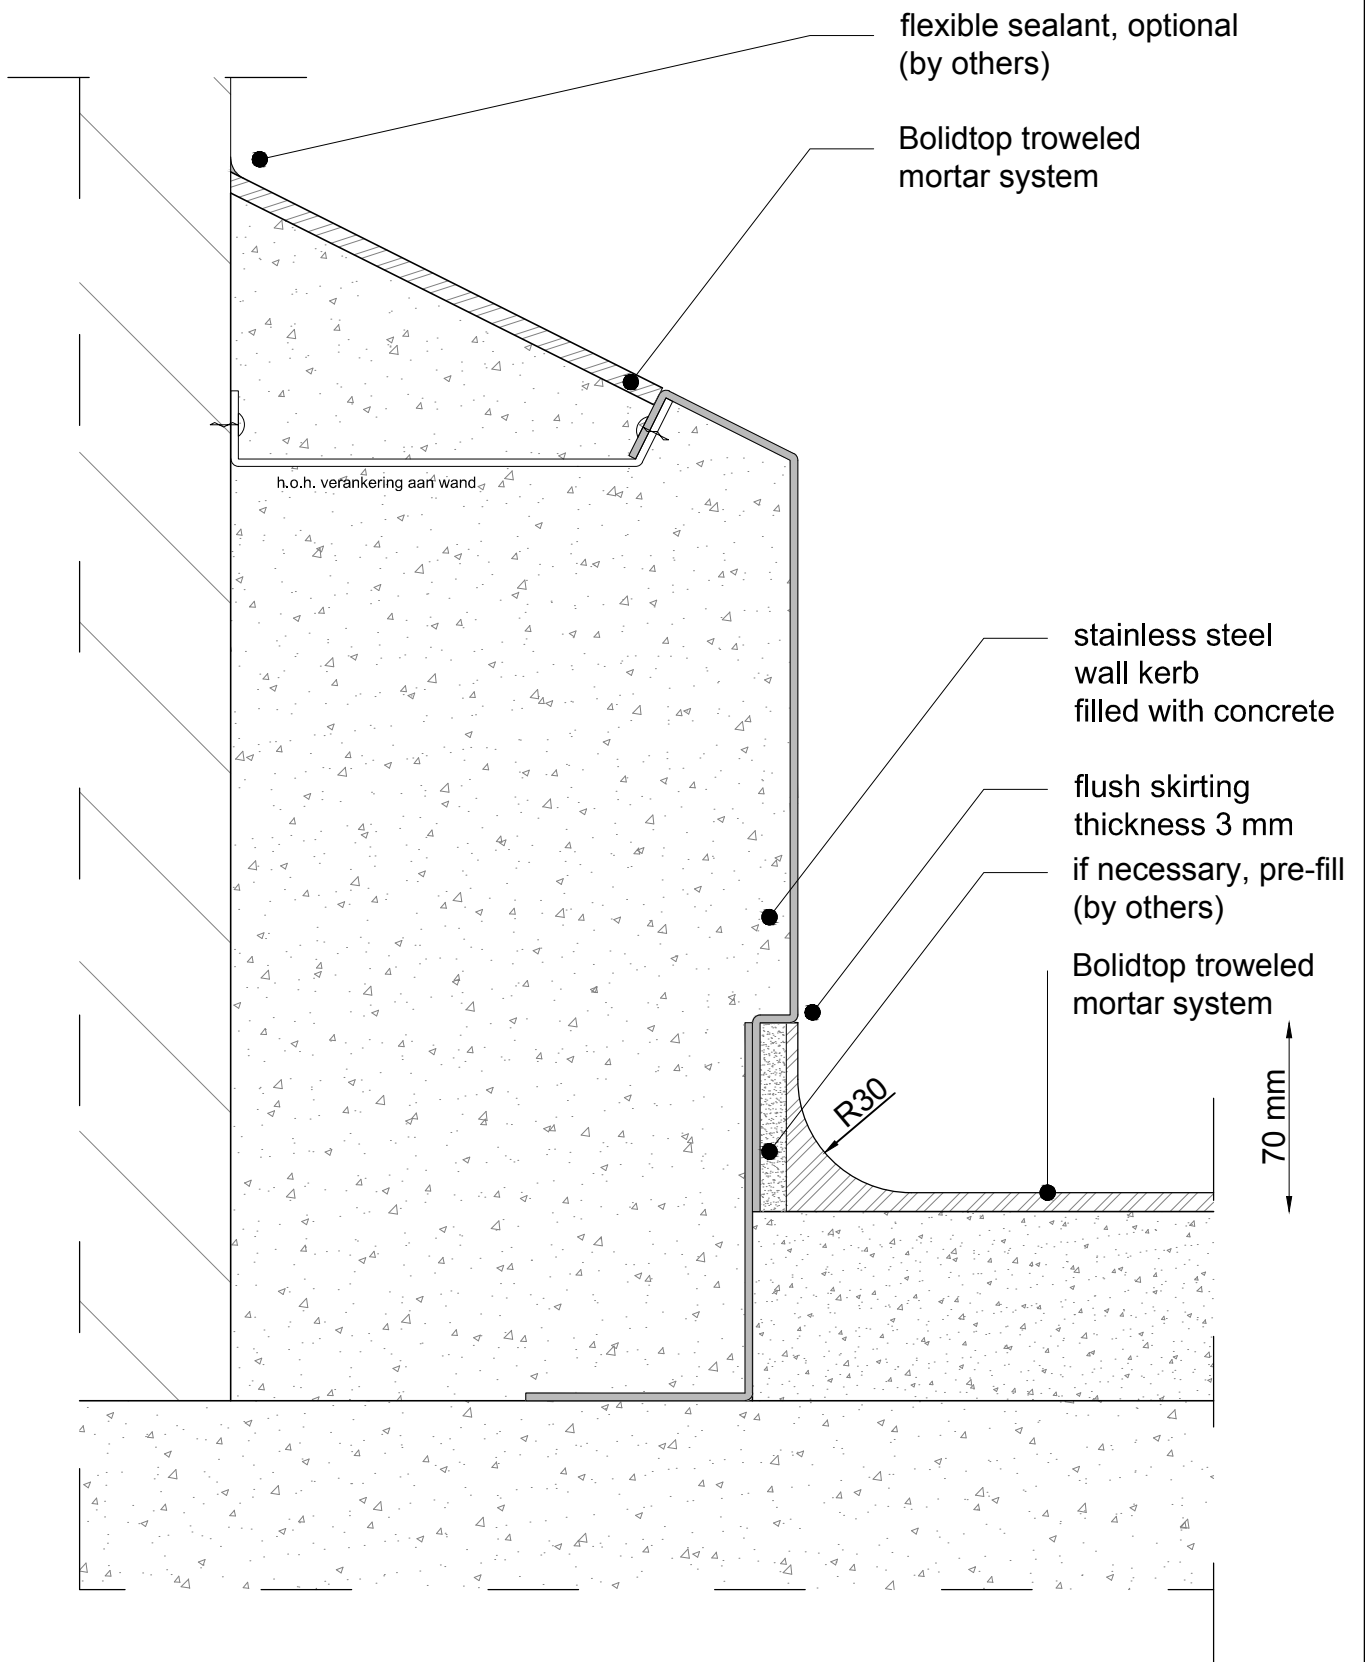 flexible sealant, optional
(by others)
Bolidtop troweled
mortar system
h.o.h. verankering aan wand
stainless steel
wall kerb
filled with concrete
flush skirting
thickness 3 mm
if necessary, pre-fill
(by others)
Bolidtop troweled
mortar system
R30
70 mm